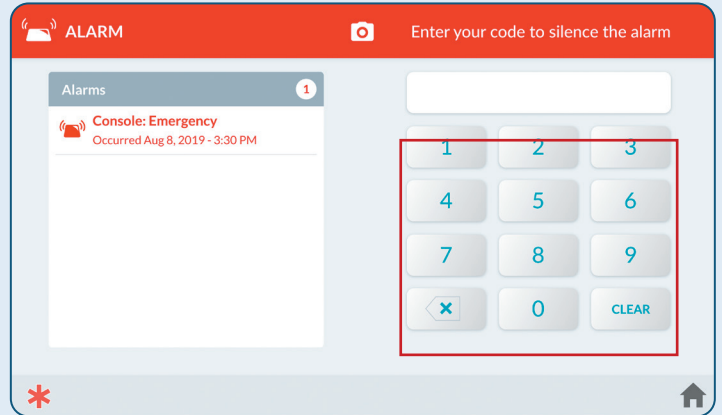 ALARM
Enter your code to silence the alarm
Alarms 1
Console: Emergency
Occurred Aug 8, 2019 - 3:30 PM
1 2 3
4 5 6
7 8 9
0 CLEAR